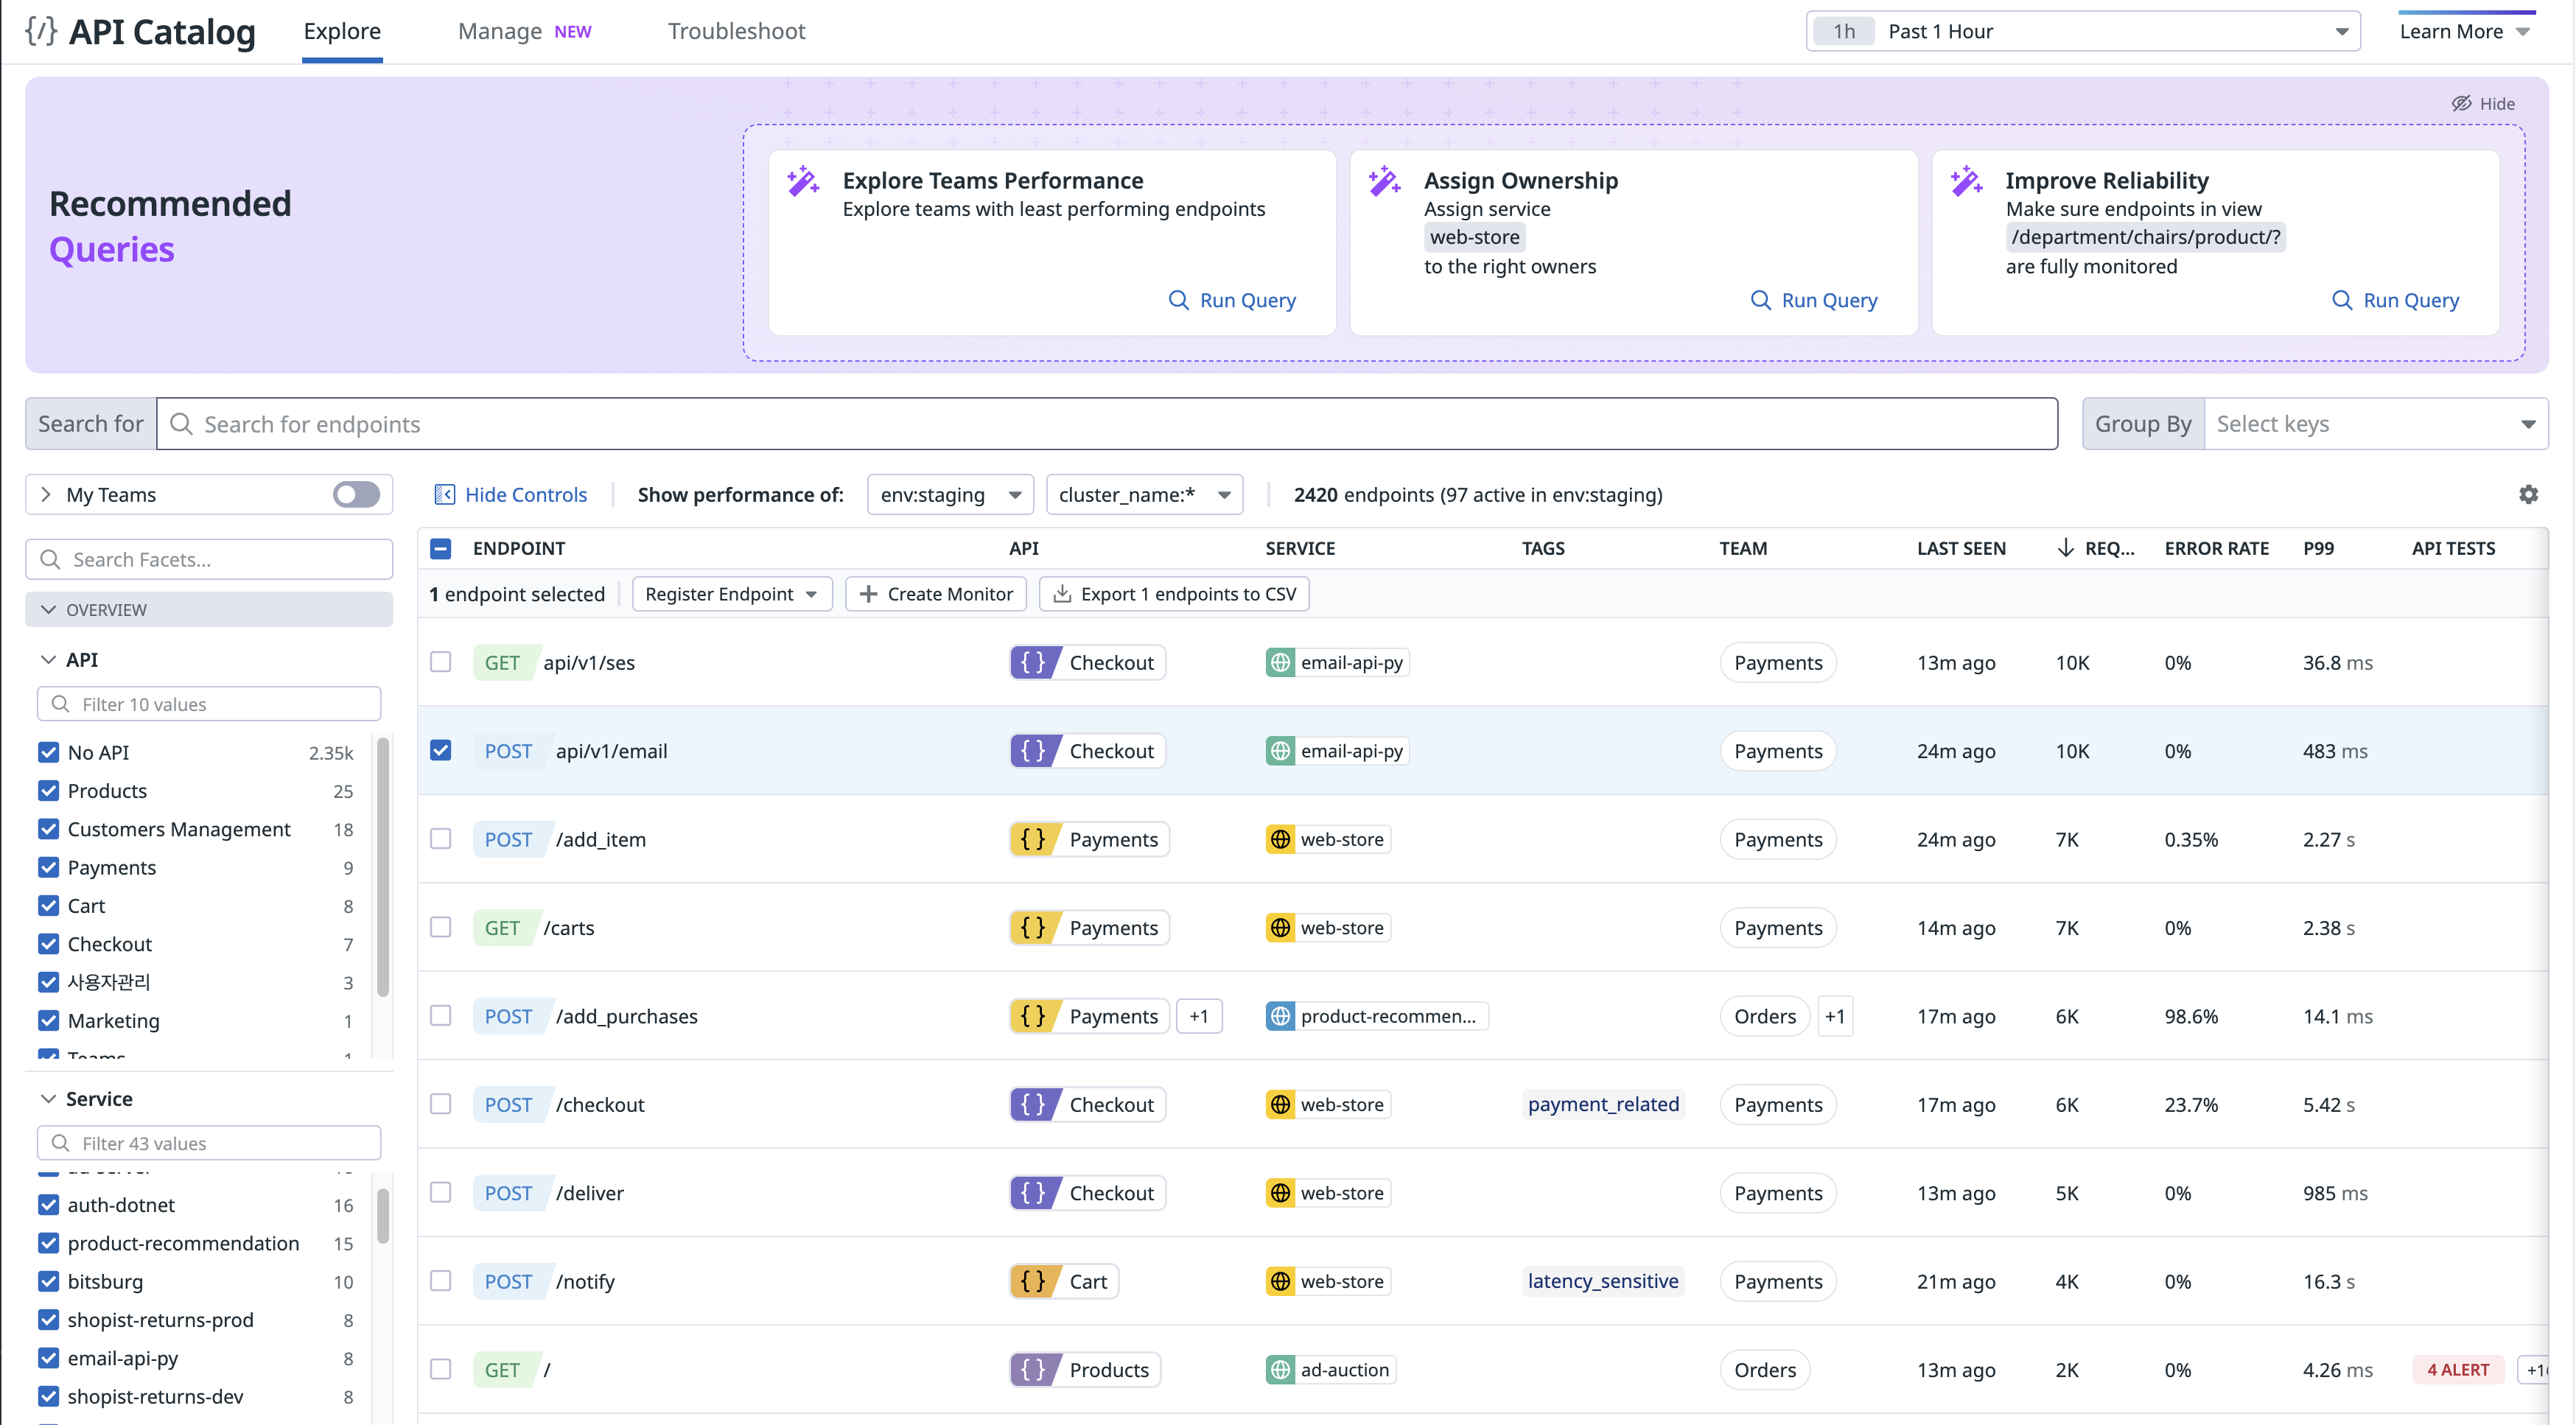 {/} API Catalog
Explore
Manage NEW
Troubleshoot
1h Past 1 Hour
Learn More
Hide
Recommended
Queries
Explore Teams Performance
Explore teams with least performing endpoints
Run Query
Assign Ownership
Assign service
web-store
to the right owners
Run Query
Improve Reliability
Make sure endpoints in view
/department/chairs/product/?
are fully monitored
Run Query
Search for Search for endpoints
Group By Select keys
My Teams
Search Facets...
OVERVIEW
API
Filter 10 values
No API 2.35k
Products 25
Customers Management 18
Payments 9
Cart 8
Checkout 7
사용자관리 3
Marketing 1
Teams 1
Service
Filter 43 values
auth-dotnet 16
product-recommendation 15
bitsburg 10
shopist-returns-prod 8
email-api-py 8
shopist-returns-dev 8
Hide Controls Show performance of: env:staging cluster_name:* 2420 endpoints (97 active in env:staging)
ENDPOINT API SERVICE TAGS TEAM LAST SEEN REQ... ERROR RATE P99 API TESTS
1 endpoint selected Register Endpoint Create Monitor Export 1 endpoints to CSV
GET api/v1/ses { } Checkout email-api-py Payments 13m ago 10K 0% 36.8 ms
POST api/v1/email { } Checkout email-api-py Payments 24m ago 10K 0% 483 ms
POST /add_item { } Payments web-store Payments 24m ago 7K 0.35% 2.27 s
GET /carts { } Payments web-store Payments 14m ago 7K 0% 2.38 s
POST /add_purchases { } Payments +1 product-recommen... Orders +1 17m ago 6K 98.6% 14.1 ms
POST /checkout { } Checkout web-store payment_related Payments 17m ago 6K 23.7% 5.42 s
POST /deliver { } Checkout web-store Payments 13m ago 5K 0% 985 ms
POST /notify { } Cart web-store latency_sensitive Payments 21m ago 4K 0% 16.3 s
GET / { } Products ad-auction Orders 13m ago 2K 0% 4.26 ms 4 ALERT